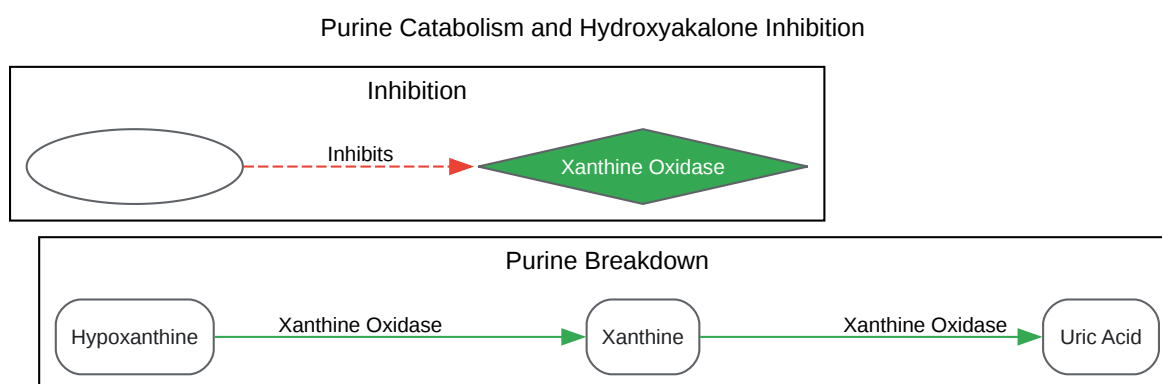 Purine Catabolism and Hydroxyakalone Inhibition
Inhibition
Inhibits
Xanthine Oxidase
Purine Breakdown
Hypoxanthine
Xanthine Oxidase
Xanthine
Xanthine Oxidase
Uric Acid